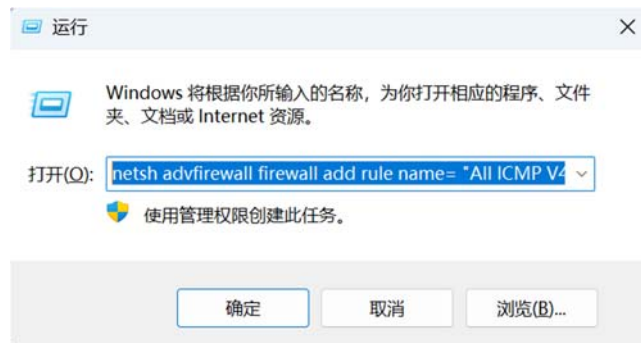 运行
Windows 将根据你所输入的名称，为你打开相应的程序、文件
夹、文档或 Internet 资源。
打开(O): netsh advfirewall firewall add rule name= "All ICMP V4
使用管理权限创建此任务。
确定 取消 浏览(B)...